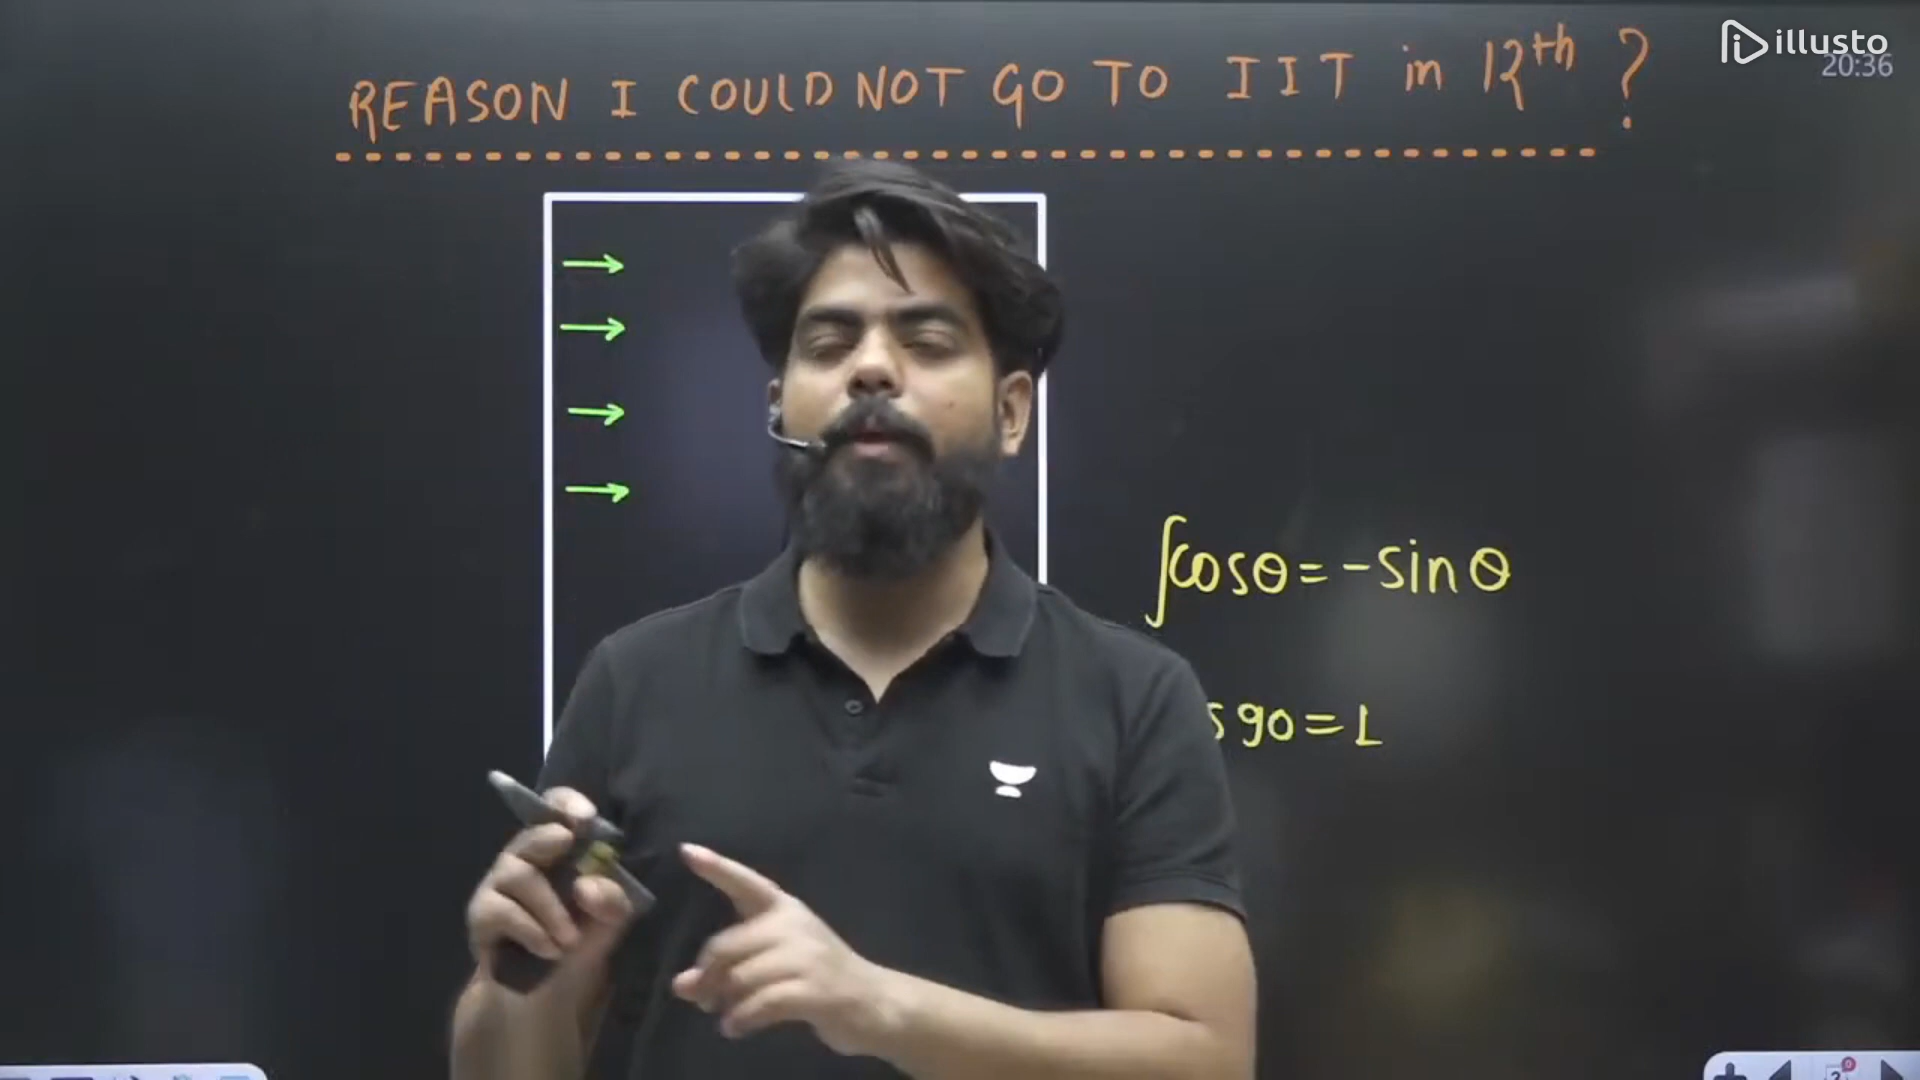 illusto
20:36
REASON I COULD NOT GO TO IIT in 12th ?
∫cosθ = -sinθ
s 90 = 1